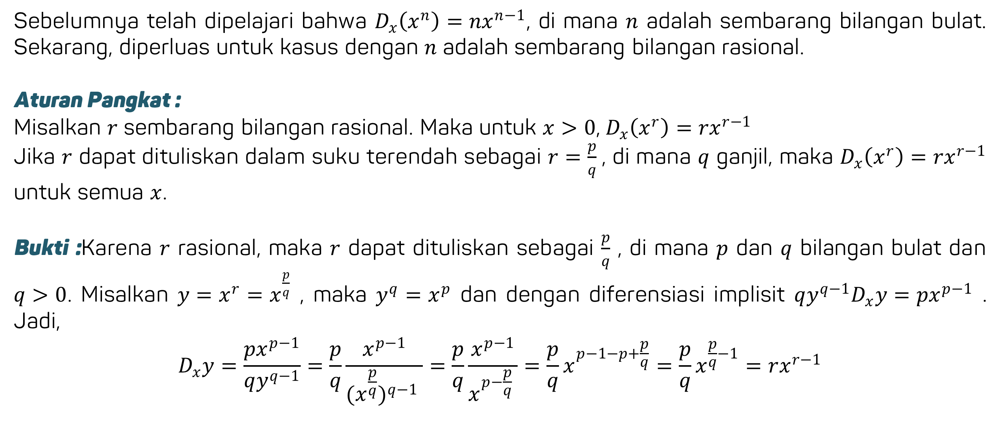 Sebelumnya telah dipelajari bahwa $D_x(x^n) = nx^{n-1}$, di mana $n$ adalah sembarang bilangan bulat.
Sekarang, diperluas untuk kasus dengan $n$ adalah sembarang bilangan rasional.
Aturan Pangkat :
Misalkan $r$ sembarang bilangan rasional. Maka untuk $x > 0$, $D_x(x^r) = rx^{r-1}$
Jika $r$ dapat dituliskan dalam suku terendah sebagai $r = \frac{p}{q}$, di mana $q$ ganjil, maka $D_x(x^r) = rx^{r-1}$
untuk semua $x$.
Bukti :Karena $r$ rasional, maka $r$ dapat dituliskan sebagai $\frac{p}{q}$ , di mana $p$ dan $q$ bilangan bulat dan
$q > 0$. Misalkan $y = x^r = x^{\frac{p}{q}}$ , maka $y^q = x^p$ dan dengan diferensiasi implisit $qy^{q-1}D_xy = px^{p-1}$ .
Jadi,
$D_xy = \frac{px^{p-1}}{qy^{q-1}} = \frac{p}{q}\frac{x^{p-1}}{(x^{\frac{p}{q}})^{q-1}} = \frac{p}{q}\frac{x^{p-1}}{x^{p-\frac{p}{q}}} = \frac{p}{q}x^{p-1-p+\frac{p}{q}} = \frac{p}{q}x^{\frac{p}{q}-1} = rx^{r-1}$